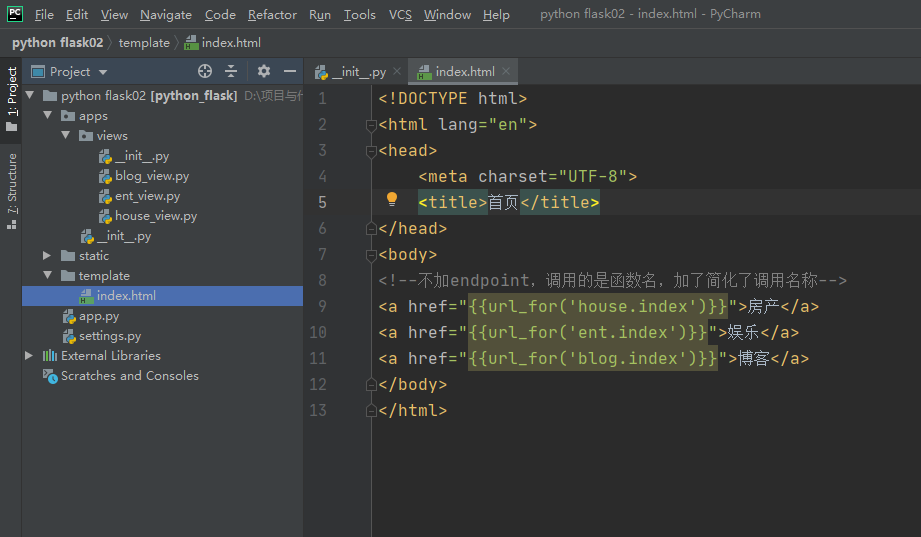 PC File Edit View Navigate Code Refactor Run Tools VCS Window Help python flask02 - index.html - PyCharm
python flask02 template index.html
1: Project
7: Structure
Project
python flask02 [python_flask] D:\项目与
apps
views
__init__.py
blog_view.py
ent_view.py
house_view.py
__init__.py
static
template
index.html
app.py
settings.py
External Libraries
Scratches and Consoles
__init__.py index.html
1 <!DOCTYPE html>
2 <html lang="en">
3 <head>
4 <meta charset="UTF-8">
5 <title>首页</title>
6 </head>
7 <body>
8 <!--不加endpoint，调用的是函数名，加了简化了调用名称-->
9 <a href="{{url_for('house.index')}}">房产</a>
10 <a href="{{url_for('ent.index')}}">娱乐</a>
11 <a href="{{url_for('blog.index')}}">博客</a>
12 </body>
13 </html>